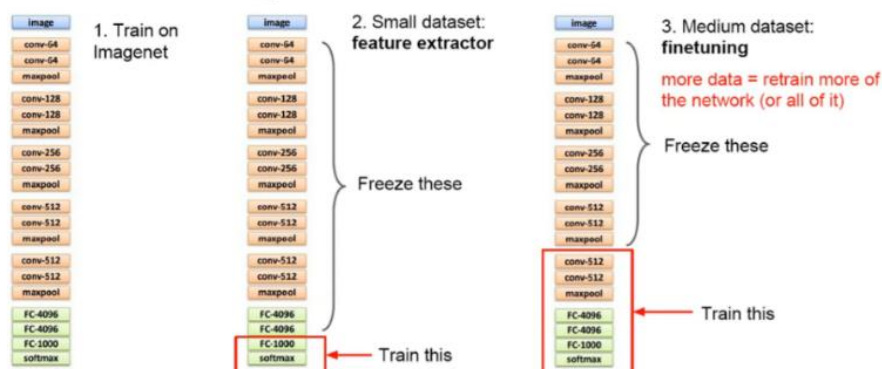 image
conv-64
conv-64
maxpool
conv-128
conv-128
maxpool
conv-256
conv-256
maxpool
conv-512
conv-512
maxpool
conv-512
conv-512
maxpool
FC-4096
FC-4096
FC-1000
softmax
1. Train on
Imagenet
2. Small dataset:
feature extractor
image
conv-64
conv-64
maxpool
conv-128
conv-128
maxpool
conv-256
conv-256
maxpool
conv-512
conv-512
maxpool
conv-512
conv-512
maxpool
FC-4096
FC-4096
FC-1000
softmax
Freeze these
Train this
3. Medium dataset:
finetuning
more data = retrain more of
the network (or all of it)
image
conv-64
conv-64
maxpool
conv-128
conv-128
maxpool
conv-256
conv-256
maxpool
conv-512
conv-512
maxpool
conv-512
conv-512
maxpool
FC-4096
FC-4096
FC-1000
softmax
Freeze these
Train this